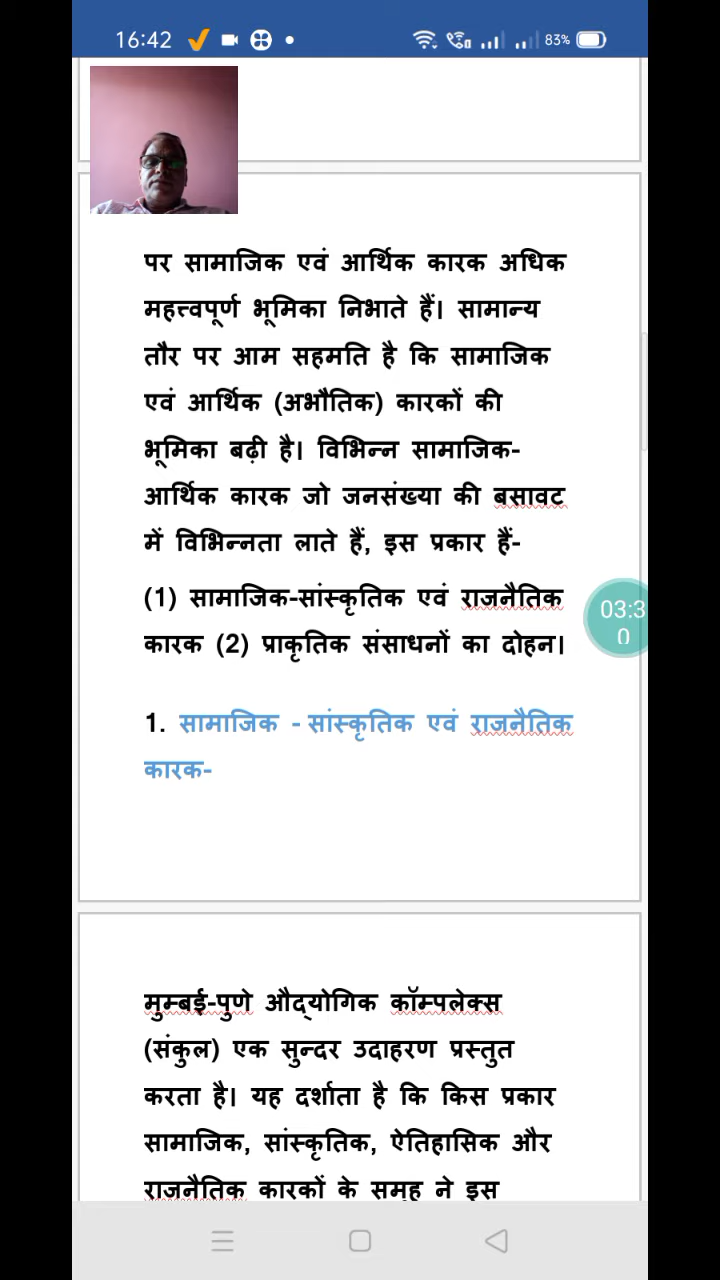 16:42
83%
पर सामाजिक एवं आर्थिक कारक अधिक
महत्त्वपूर्ण भूमिका निभाते हैं। सामान्य
तौर पर आम सहमति है कि सामाजिक
एवं आर्थिक (अभौतिक) कारकों की
भूमिका बढ़ी है। विभिन्न सामाजिक-
आर्थिक कारक जो जनसंख्या की बसावट
में विभिन्नता लाते हैं, इस प्रकार हैं-
(1) सामाजिक-सांस्कृतिक एवं राजनैतिक
कारक (2) प्राकृतिक संसाधनों का दोहन।
03:3
0
1. सामाजिक - सांस्कृतिक एवं राजनैतिक
कारक-
मुम्बई-पुणे औद्योगिक कॉम्पलेक्स
(संकुल) एक सुन्दर उदाहरण प्रस्तुत
करता है। यह दर्शाता है कि किस प्रकार
सामाजिक, सांस्कृतिक, ऐतिहासिक और
राजनैतिक कारकों के समूह ने इस